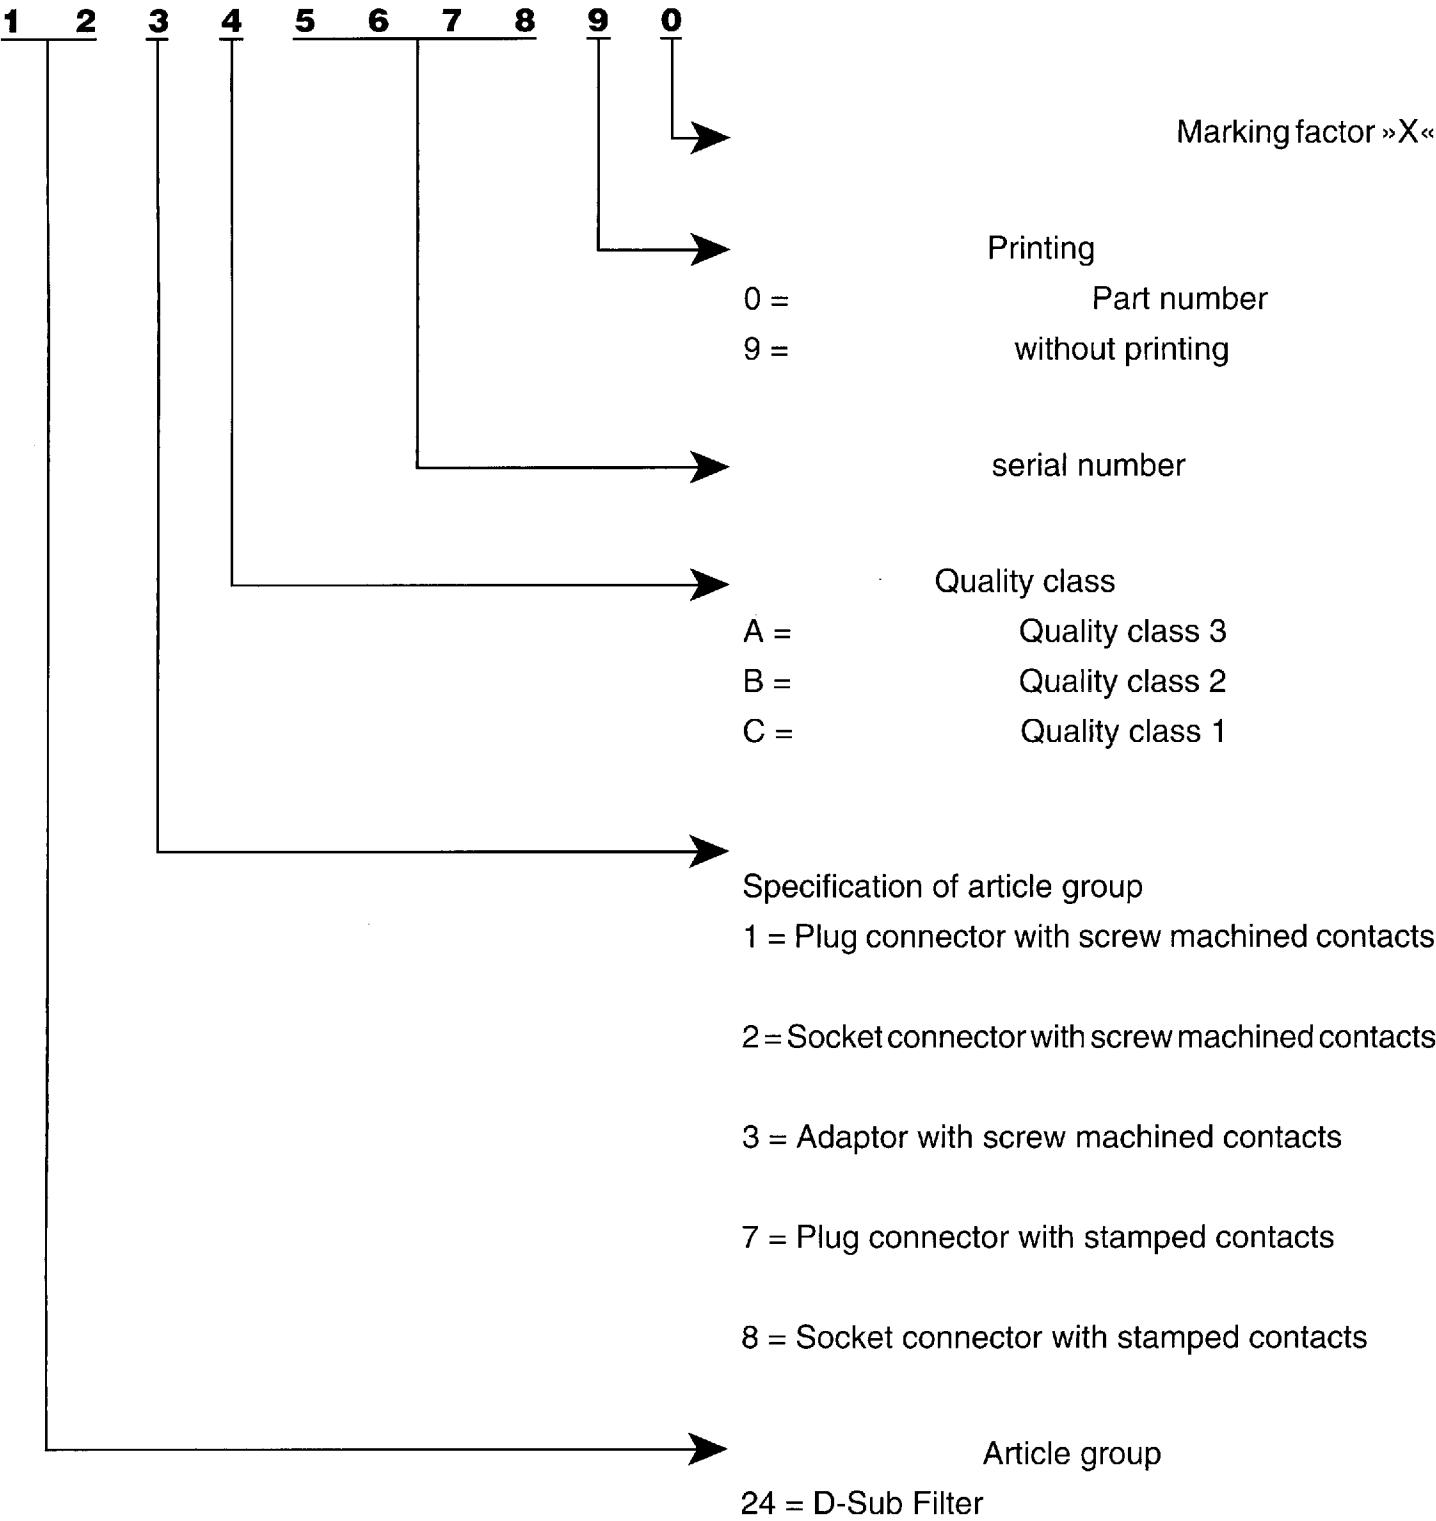 1 2 3 4 5 6 7 8 9 0
Marking factor »X«
Printing
0 = Part number
9 = without printing
serial number
Quality class
A = Quality class 3
B = Quality class 2
C = Quality class 1
Specification of article group
1 = Plug connector with screw machined contacts
2 = Socket connector with screw machined contacts
3 = Adaptor with screw machined contacts
7 = Plug connector with stamped contacts
8 = Socket connector with stamped contacts
Article group
24 = D-Sub Filter